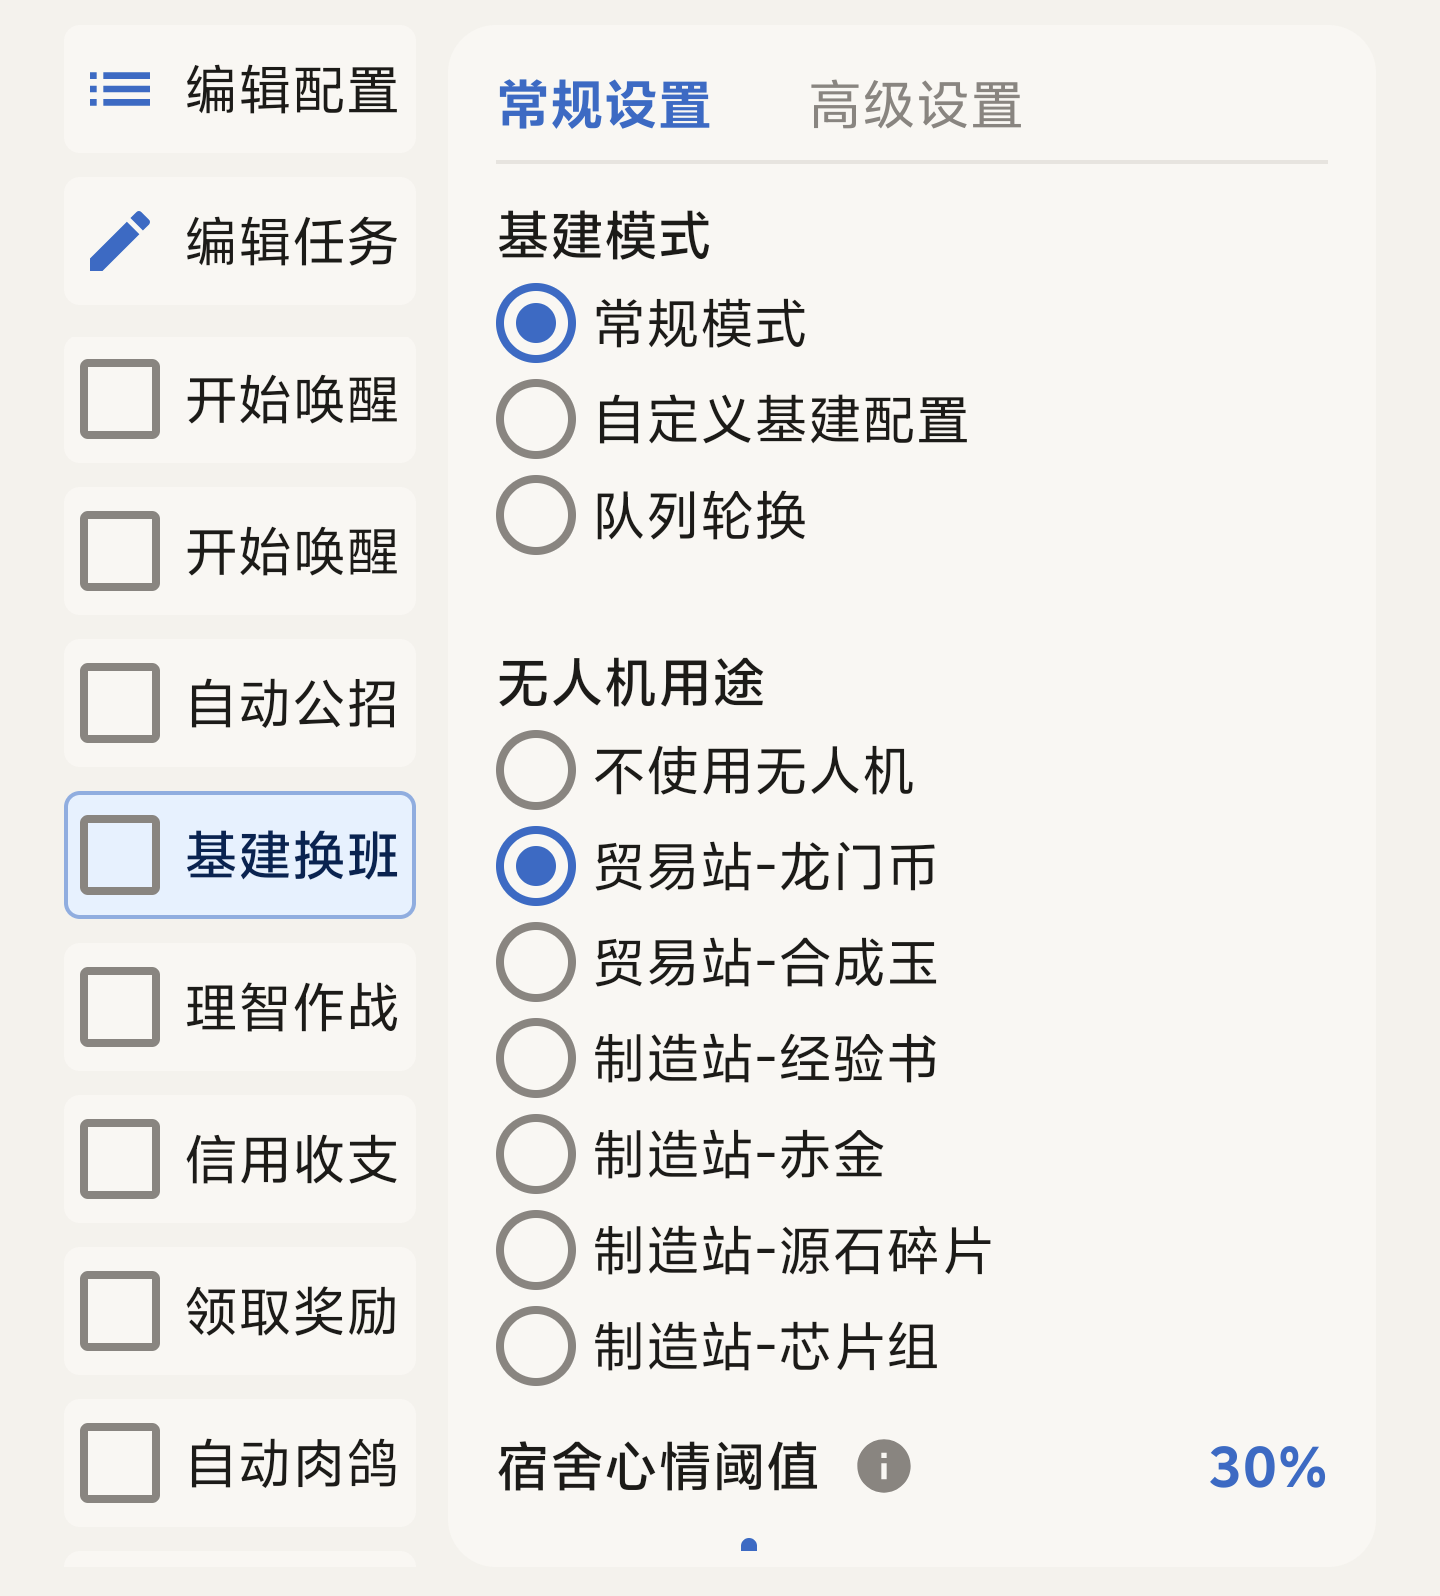 编辑配置
编辑任务
开始唤醒
开始唤醒
自动公招
基建换班
理智作战
信用收支
领取奖励
自动肉鸽
常规设置
高级设置
基建模式
常规模式
自定义基建配置
队列轮换
无人机用途
不使用无人机
贸易站-龙门币
贸易站-合成玉
制造站-经验书
制造站-赤金
制造站-源石碎片
制造站-芯片组
宿舍心情阈值
30%